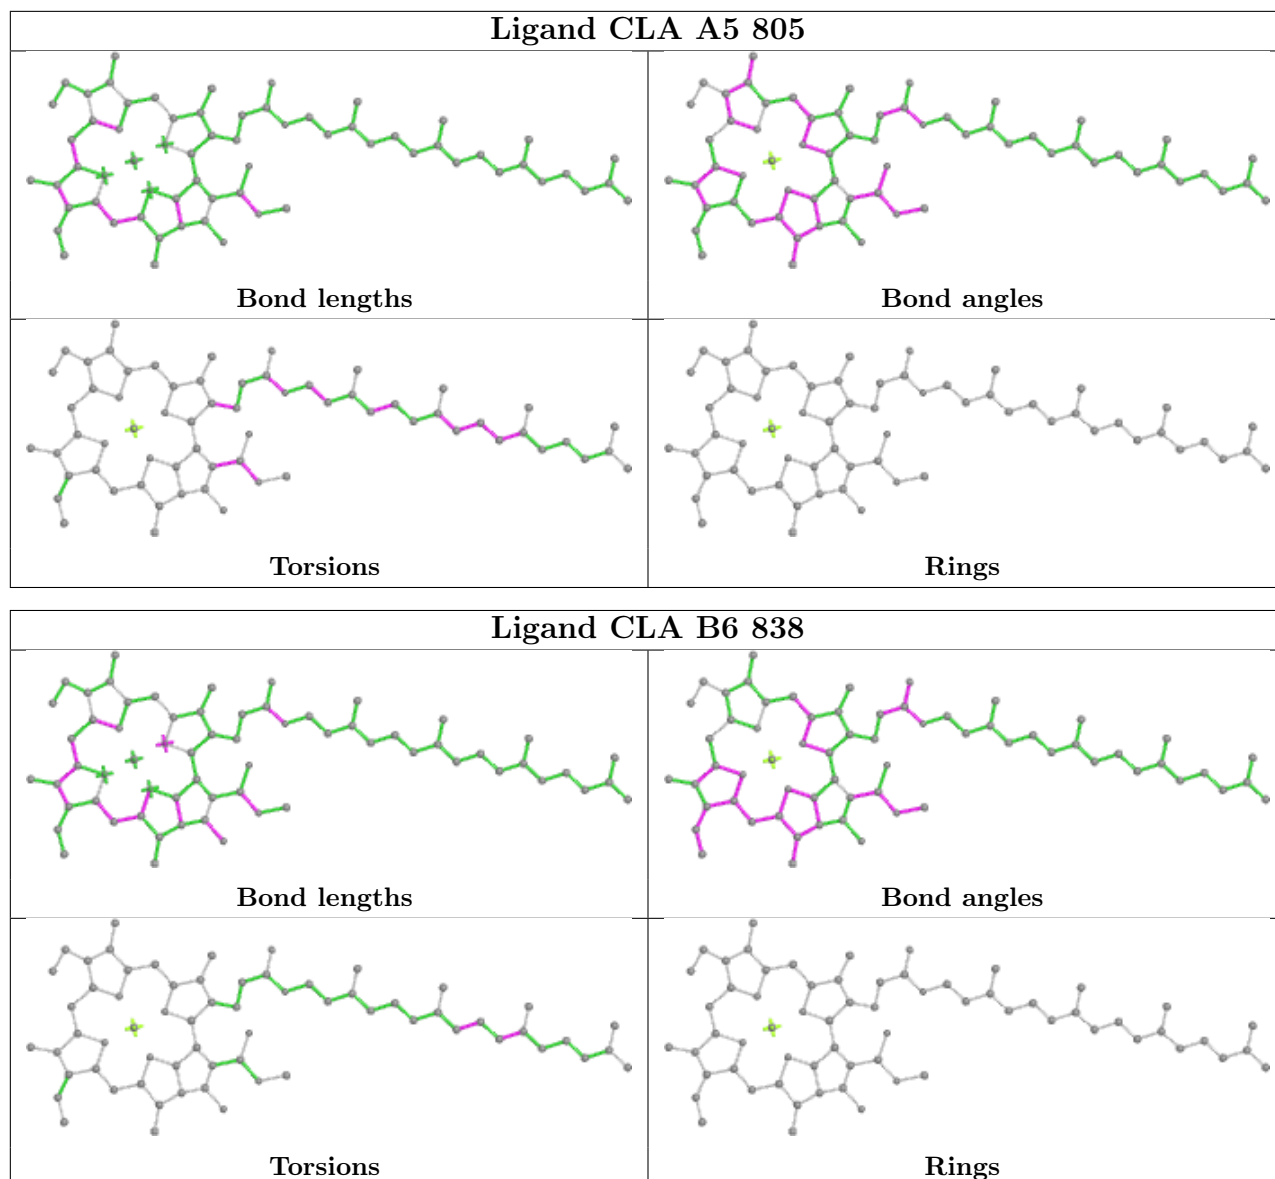 Ligand CLA A5 805
Bond lengths
Bond angles
Torsions
Rings
Ligand CLA B6 838
Bond lengths
Bond angles
Torsions
Rings